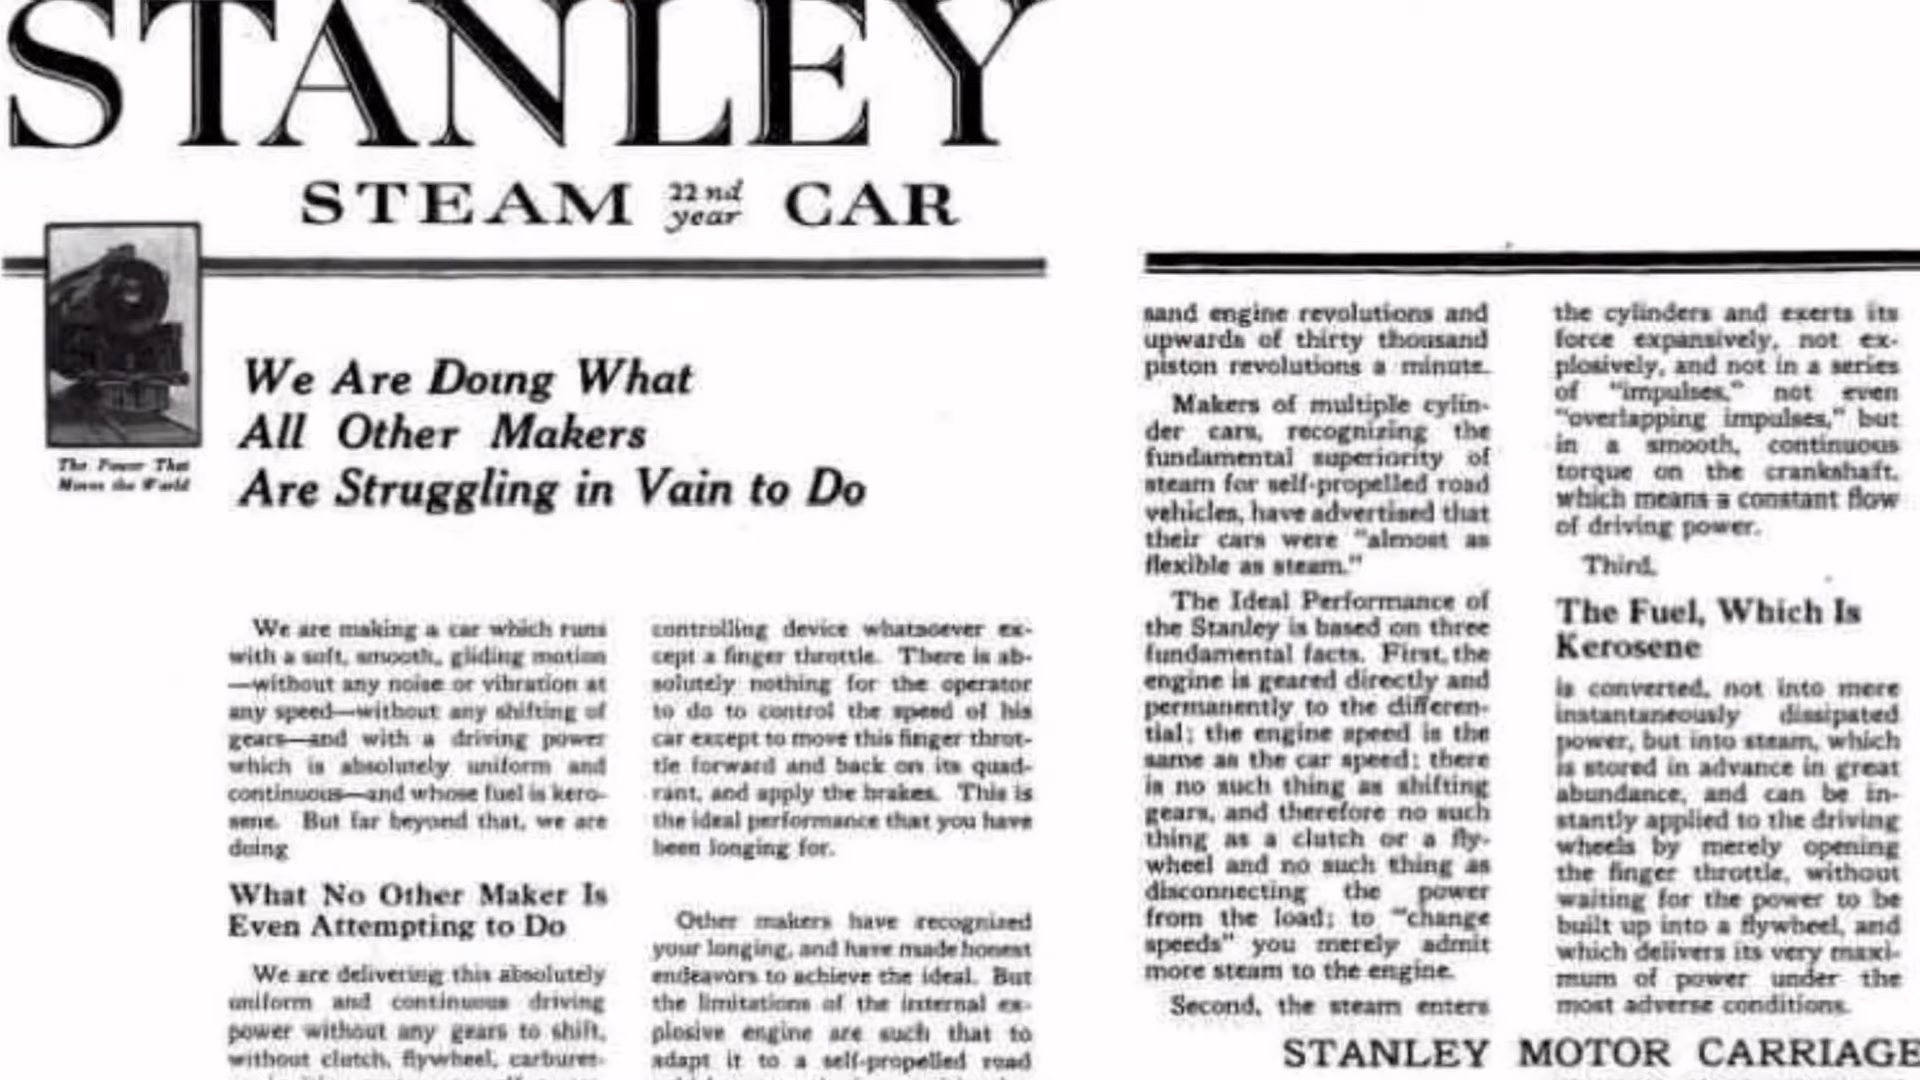 STANLEY
STEAM 22nd year CAR
The Power That
Moves the World
We Are Doing What
All Other Makers
Are Struggling in Vain to Do
We are making a car which runs
with a soft, smooth, gliding motion
—without any noise or vibration at
any speed—without any shifting of
gears—and with a driving power
which is absolutely uniform and
continuous—and whose fuel is kero-
sene. But far beyond that, we are
doing
What No Other Maker Is
Even Attempting to Do
We are delivering this absolutely
uniform and continuous driving
power without any gears to shift,
without clutch, flywheel, carbure-
controlling device whatsoever ex-
cept a finger throttle. There is ab-
solutely nothing for the operator
to do to control the speed of his
car except to move this finger throt-
tle forward and back on its quad-
rant, and apply the brakes. This is
the ideal performance that you have
been longing for.
Other makers have recognized
your longing, and have made honest
endeavors to achieve the ideal. But
the limitations of the internal ex-
plosive engine are such that to
adapt it to a self-propelled road
sand engine revolutions and
upwards of thirty thousand
piston revolutions a minute.
Makers of multiple cylin-
der cars, recognizing the
fundamental superiority of
steam for self-propelled road
vehicles, have advertised that
their cars were "almost as
flexible as steam."
The Ideal Performance of
the Stanley is based on three
fundamental facts. First, the
engine is geared directly and
permanently to the differen-
tial; the engine speed is the
same as the car speed; there
is no such thing as shifting
gears, and therefore no such
thing as a clutch or a fly-
wheel and no such thing as
disconnecting the power
from the load; to "change
speeds" you merely admit
more steam to the engine.
Second, the steam enters
the cylinders and exerts its
force expansively, not ex-
plosively, and not in a series
of "impulses," not even
"overlapping impulses," but
in a smooth, continuous
torque on the crankshaft,
which means a constant flow
of driving power.
Third,
The Fuel, Which Is
Kerosene
is converted, not into mere
instantaneously dissipated
power, but into steam, which
is stored in advance in great
abundance, and can be in-
stantly applied to the driving
wheels by merely opening
the finger throttle, without
waiting for the power to be
built up into a flywheel, and
which delivers its very maxi-
mum of power under the
most adverse conditions.
STANLEY MOTOR CARRIAGE